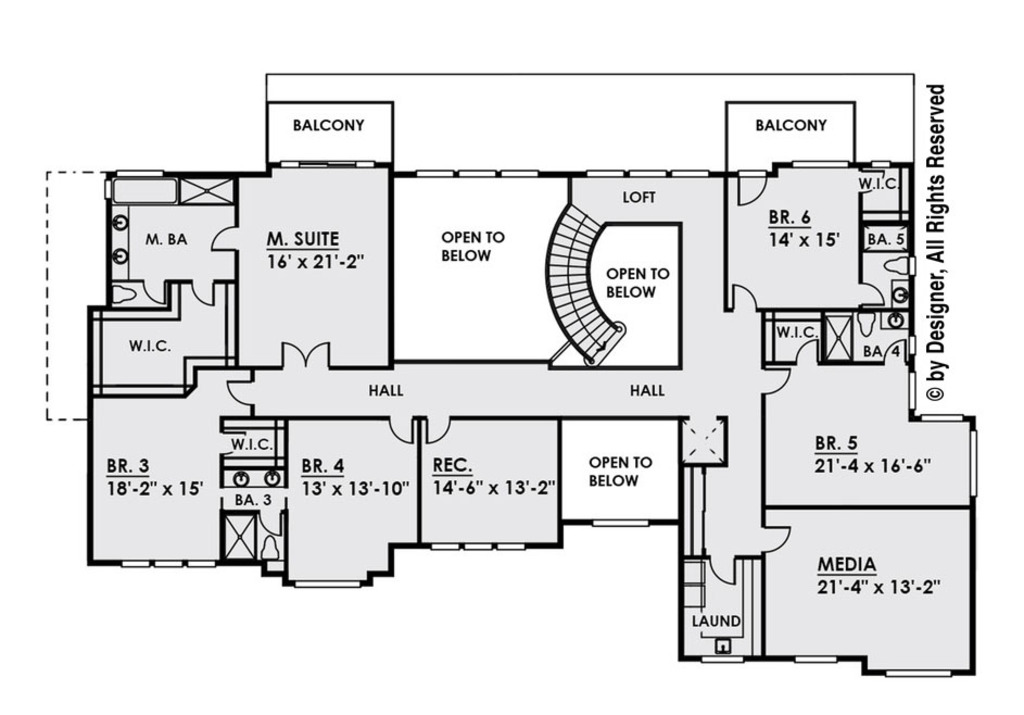 BALCONY
BALCONY
© by Designer, All Rights Reserved
M. BA
M. SUITE
16' x 21'-2"
OPEN TO
BELOW
LOFT
OPEN TO
BELOW
BR. 6
14' x 15'
W.I.C.
BA. 5
W.I.C.
W.I.C.
BA. 4
HALL
HALL
BR. 3
18'-2" x 15'
W.I.C.
BA. 3
BR. 4
13' x 13'-10"
REC.
14'-6" x 13'-2"
OPEN TO
BELOW
BR. 5
21'-4 x 16'-6"
MEDIA
21'-4" x 13'-2"
LAUND